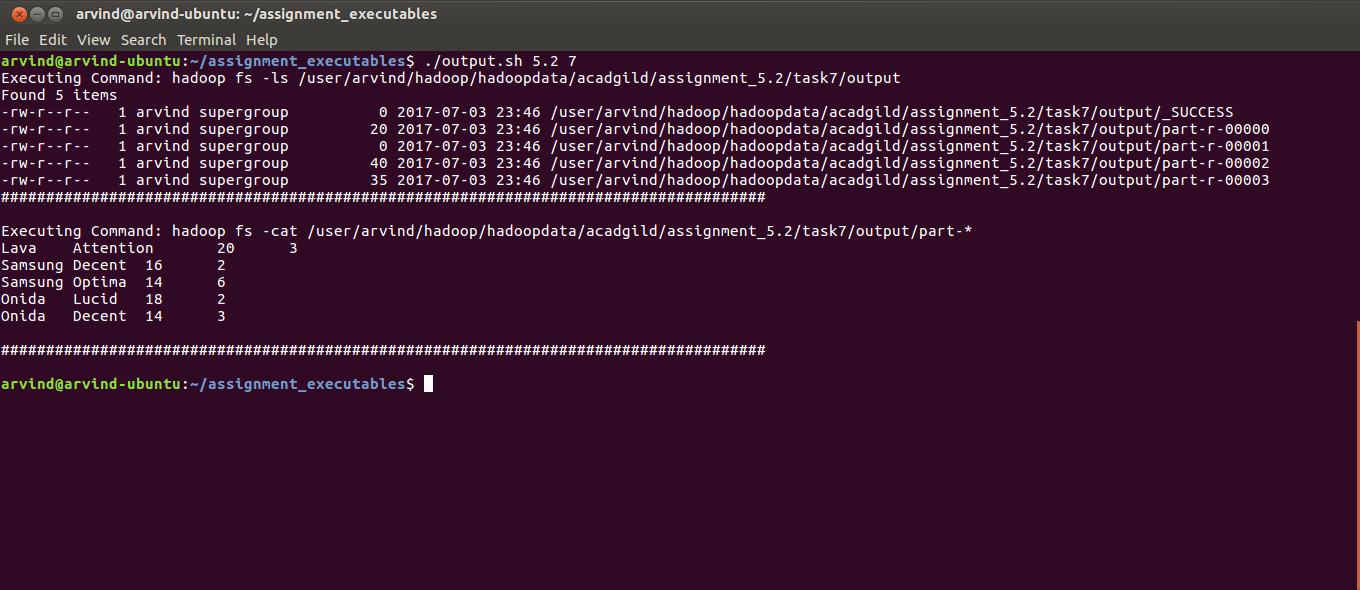 arvind@arvind-ubuntu: ~/assignment_executables
File Edit View Search Terminal Help
arvind@arvind-ubuntu:~/assignment_executables$ ./output.sh 5.2 7
Executing Command: hadoop fs -ls /user/arvind/hadoop/hadoopdata/acadgild/assignment_5.2/task7/output
Found 5 items
-rw-r--r--   1 arvind supergroup          0 2017-07-03 23:46 /user/arvind/hadoop/hadoopdata/acadgild/assignment_5.2/task7/output/_SUCCESS
-rw-r--r--   1 arvind supergroup         20 2017-07-03 23:46 /user/arvind/hadoop/hadoopdata/acadgild/assignment_5.2/task7/output/part-r-00000
-rw-r--r--   1 arvind supergroup          0 2017-07-03 23:46 /user/arvind/hadoop/hadoopdata/acadgild/assignment_5.2/task7/output/part-r-00001
-rw-r--r--   1 arvind supergroup         40 2017-07-03 23:46 /user/arvind/hadoop/hadoopdata/acadgild/assignment_5.2/task7/output/part-r-00002
-rw-r--r--   1 arvind supergroup         35 2017-07-03 23:46 /user/arvind/hadoop/hadoopdata/acadgild/assignment_5.2/task7/output/part-r-00003
#####################################################################################
Executing Command: hadoop fs -cat /user/arvind/hadoop/hadoopdata/acadgild/assignment_5.2/task7/output/part-*
Lava    Attention       20      3
Samsung Decent  16      2
Samsung Optima  14      6
Onida   Lucid   18      2
Onida   Decent  14      3
#####################################################################################
arvind@arvind-ubuntu:~/assignment_executables$